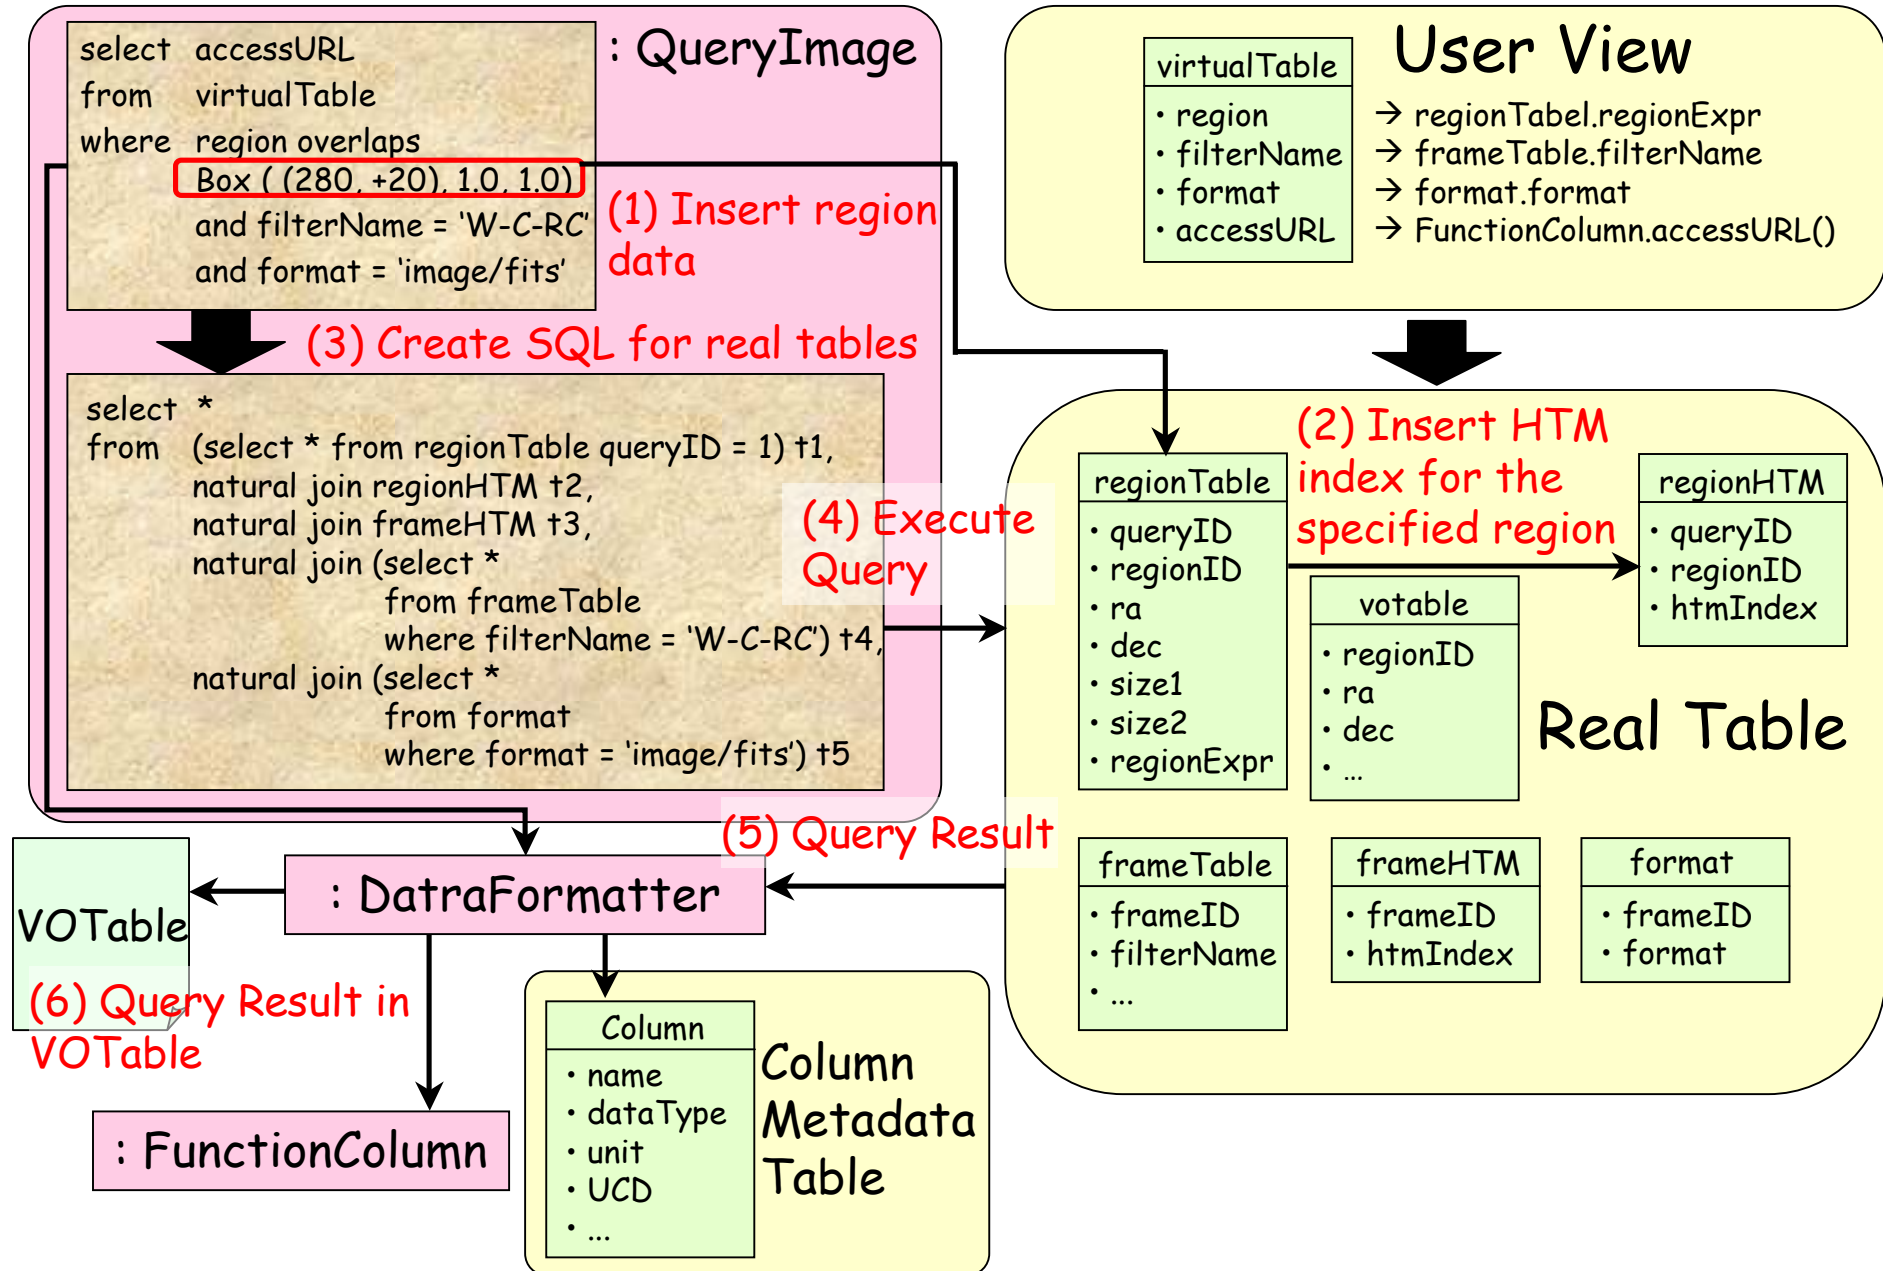 : QueryImage
select accessURL
from virtualTable
where region overlaps
Box ( (280, +20), 1.0, 1.0)
and filterName = ‘W-C-RC’
and format = ‘image/fits’
(1) Insert region
data
(3) Create SQL for real tables
select *
from (select * from regionTable queryID = 1) t1,
natural join regionHTM t2,
natural join frameHTM t3,
natural join (select *
from frameTable
where filterName = ‘W-C-RC’) t4,
natural join (select *
from format
where format = ‘image/fits’) t5
(4) Execute
Query
(5) Query Result
User View
virtualTable
・region → regionTabel.regionExpr
・filterName → frameTable.filterName
・format → format.format
・accessURL → FunctionColumn.accessURL()
(2) Insert HTM
index for the
specified region
regionTable
・queryID
・regionID
・ra
・dec
・size1
・size2
・regionExpr
regionHTM
・queryID
・regionID
・htmIndex
votable
・regionID
・ra
・dec
・...
Real Table
frameTable
・frameID
・filterName
・...
frameHTM
・frameID
・htmIndex
format
・frameID
・format
: DatraFormatter
VOTable
(6) Query Result in
VOTable
: FunctionColumn
Column
・name
・dataType
・unit
・UCD
・...
Column
Metadata
Table